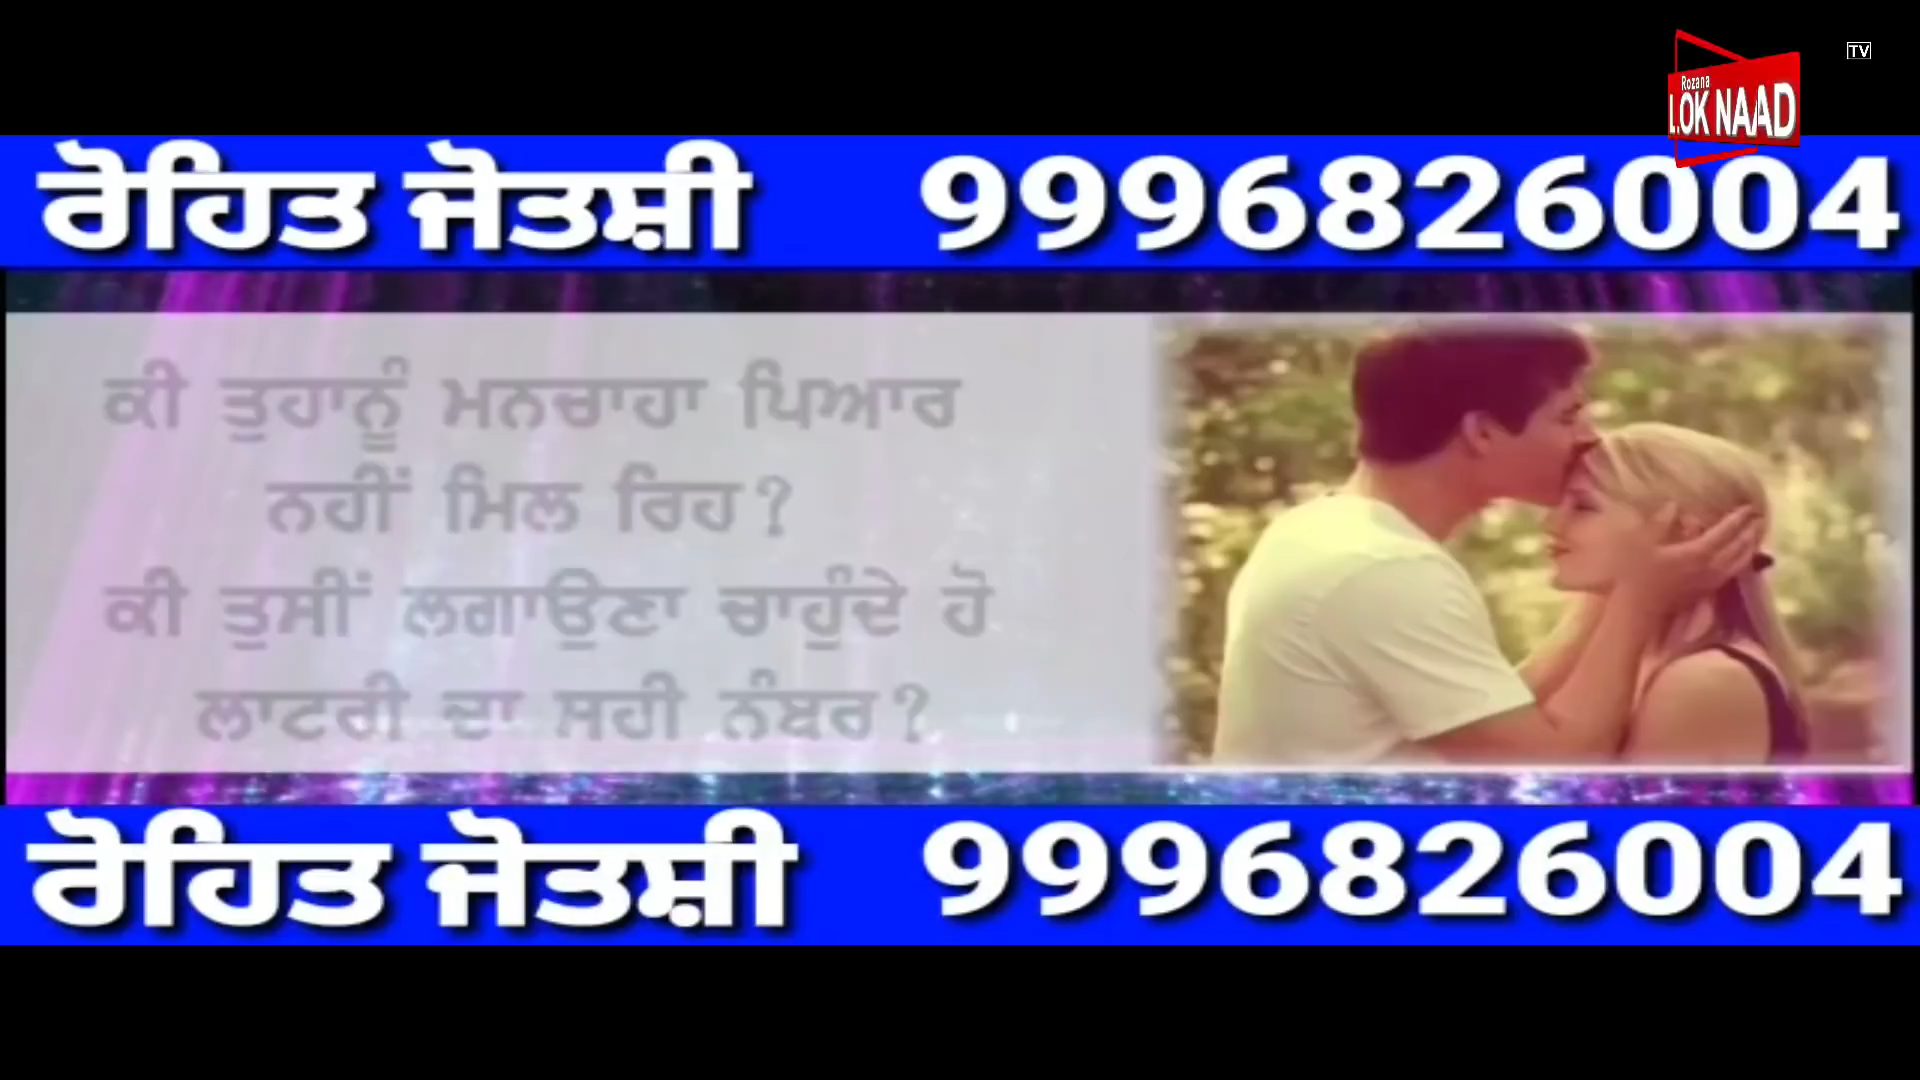 Rozana
LOK NAAD
TV
ਰੋਹਿਤ ਜੋਤਸ਼ੀ 9996826004
ਕੀ ਤੁਹਾਨੂੰ ਮਨਚਾਹਾ ਪਿਆਰ
ਨਹੀਂ ਮਿਲ ਰਿਹ?
ਕੀ ਤੁਸੀਂ ਲਗਾਉਣਾ ਚਾਹੁੰਦੇ ਹੋ
ਲਾਟਰੀ ਦਾ ਸਹੀ ਨੰਬਰ?
ਰੋਹਿਤ ਜੋਤਸ਼ੀ 9996826004